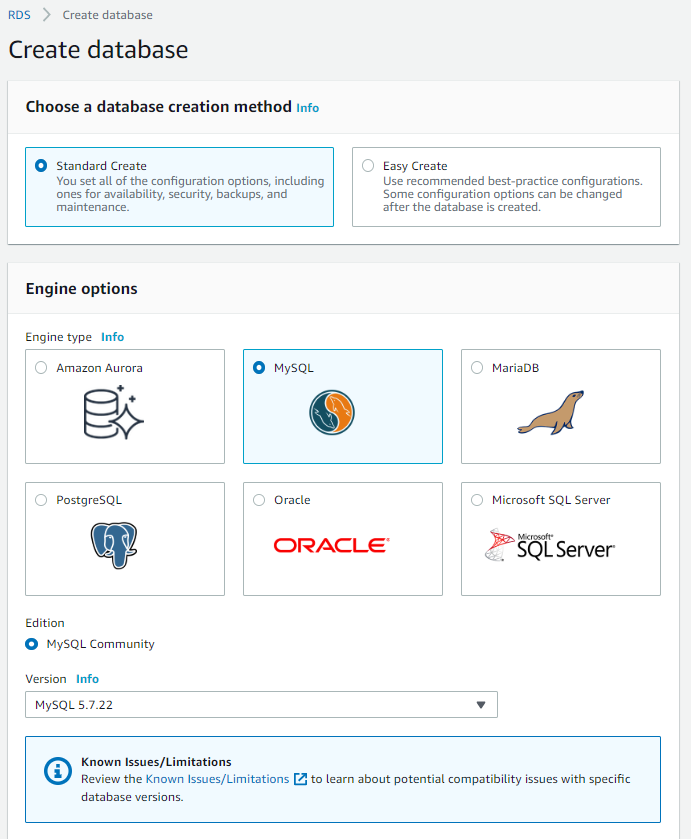 RDS > Create database
Create database
Choose a database creation method Info
Standard Create
You set all of the configuration options, including
ones for availability, security, backups, and
maintenance.
Easy Create
Use recommended best-practice configurations.
Some configuration options can be changed
after the database is created.
Engine options
Engine type Info
Amazon Aurora
MySQL
MariaDB
PostgreSQL
Oracle
ORACLE®
Microsoft SQL Server
Microsoft®
SQL Server®
Edition
MySQL Community
Version Info
MySQL 5.7.22
Known Issues/Limitations
Review the Known Issues/Limitations to learn about potential compatibility issues with specific
database versions.